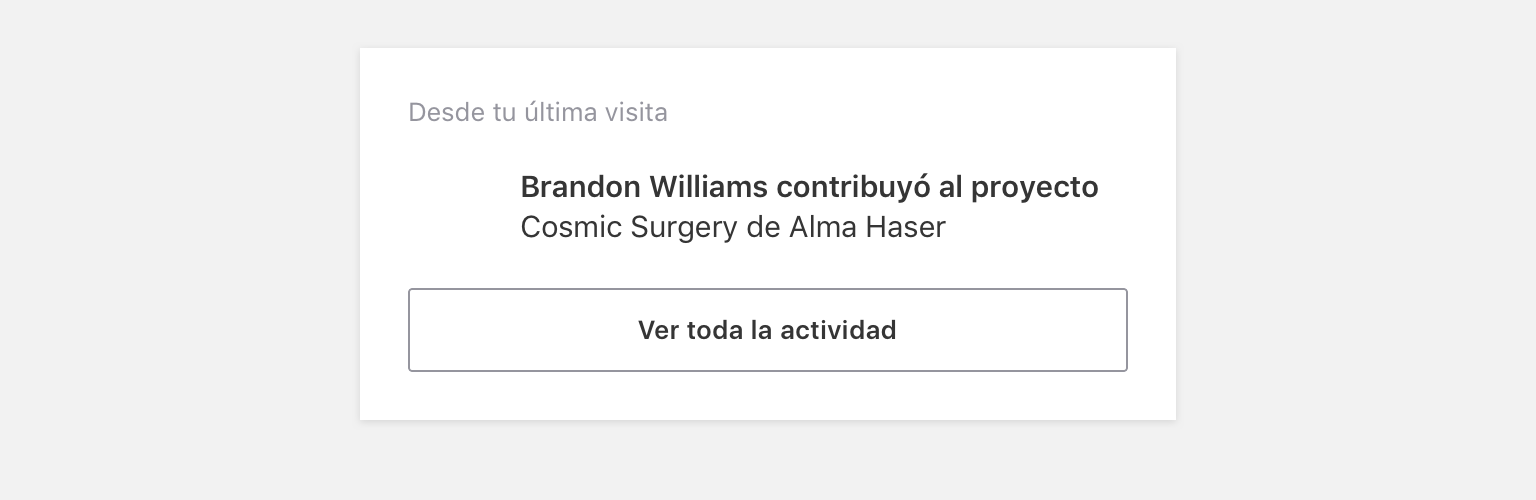 Desde tu última visita
Brandon Williams contribuyó al proyecto
Cosmic Surgery de Alma Haser
Ver toda la actividad